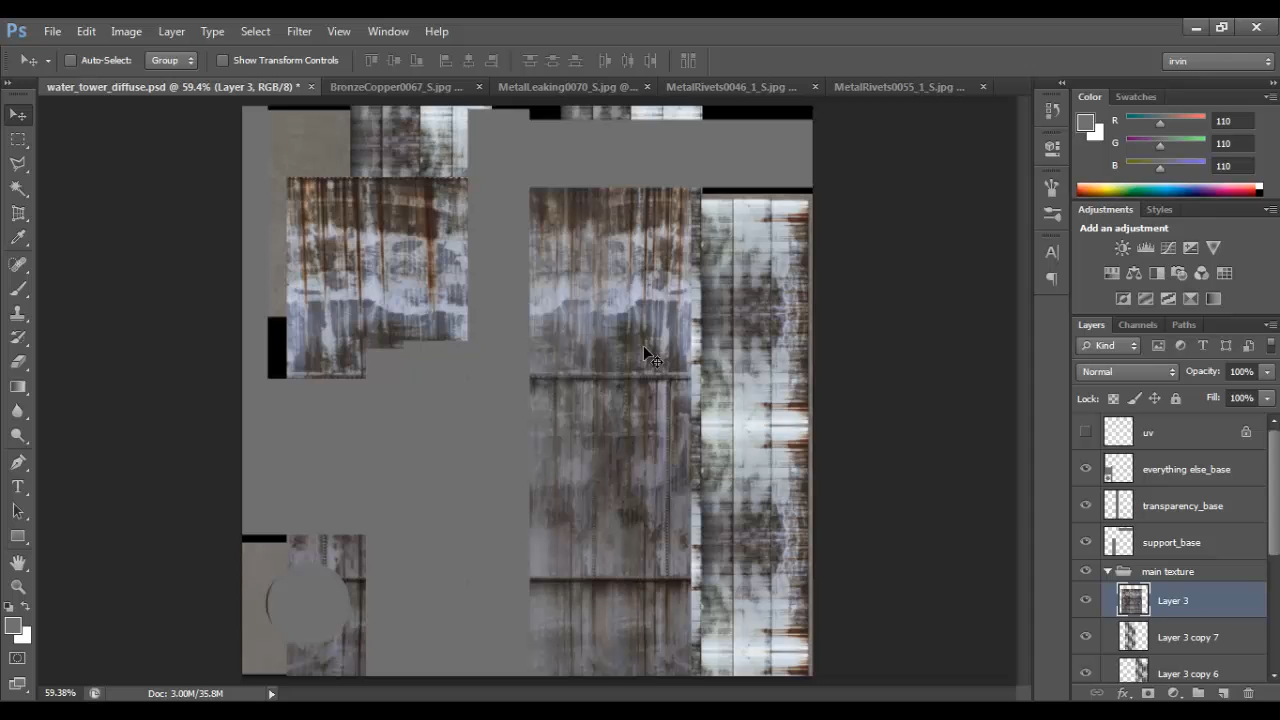 Ps File Edit Image Layer Type Select Filter View Window Help
Auto-Select: Group Show Transform Controls irvin
water_tower_diffuse.psd @ 59.4% (Layer 3, RGB/8) * × BronzeCopper0067_S.jpg ... × MetalLeaking0070_S.jpg @... × MetalRivets0046_1_S.jpg ... × MetalRivets0055_1_S.jpg ... ×
Color Swatches
R 110
G 110
B 110
Adjustments Styles
Add an adjustment
Layers Channels Paths
Kind
Normal Opacity: 100%
Lock: Fill: 100%
uv
everything else_base
transparency_base
support_base
main texture
Layer 3
Layer 3 copy 7
Layer 3 copy 6
59.38% Doc: 3.00M/35.8M